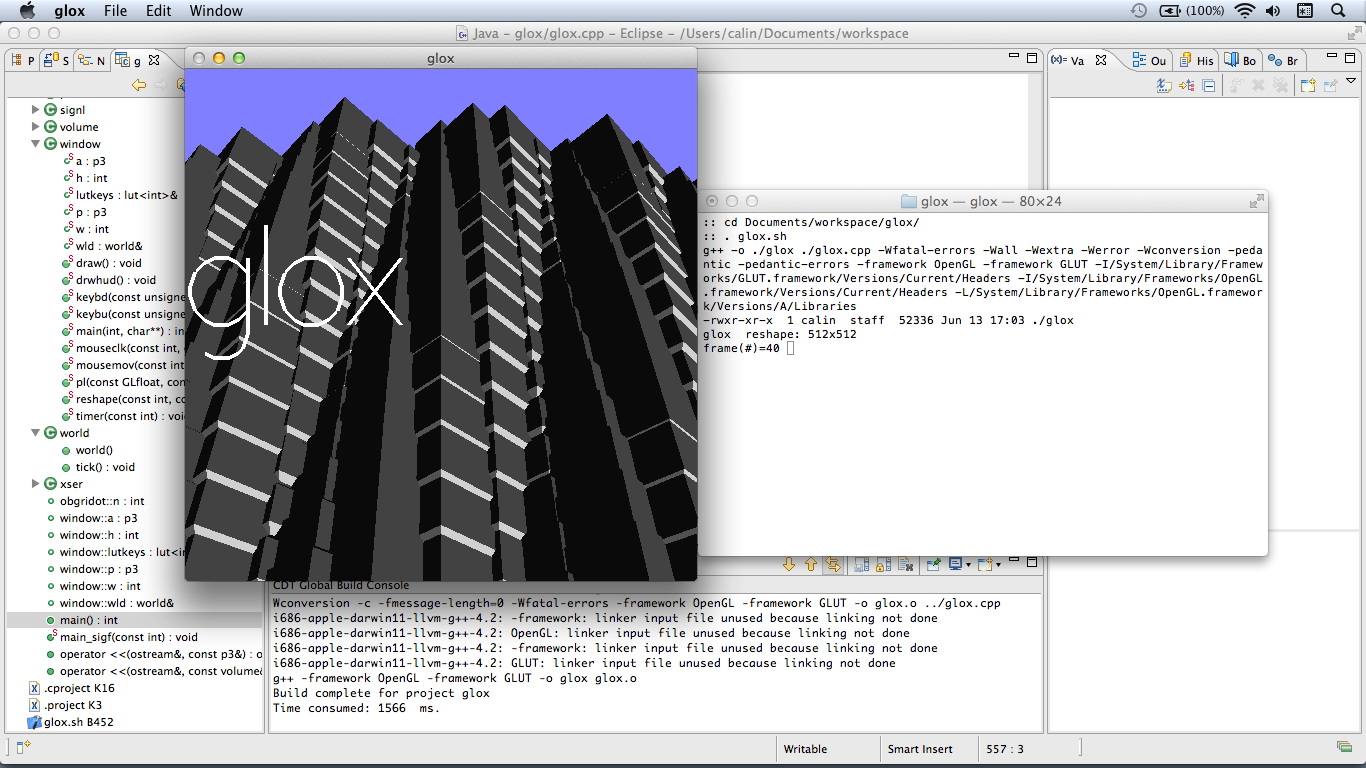 glox File Edit Window (100%)
Java – glox/glox.cpp – Eclipse – /Users/calin/Documents/workspace
P S N g
signl
volume
window
a : p3
h : int
lutkeys : lut<int>&
p : p3
w : int
wld : world&
draw() : void
drwhud() : void
keybd(const unsigne
keybu(const unsigne
main(int, char**) : in
mouseclk(const int,
mousemov(const int
pl(const GLfloat, con
reshape(const int, co
timer(const int) : voi
world
world()
tick() : void
xser
obgridot::n : int
window::a : p3
window::h : int
window::lutkeys : lut<in
window::p : p3
window::w : int
window::wld : world&
main() : int
main_sigf(const int) : void
operator <<(ostream&, const p3&) : o
operator <<(ostream&, const volume&
.cproject K16
.project K3
glox.sh B452
glox
glox
glox — glox — 80×24
:: cd Documents/workspace/glox/
:: . glox.sh
g++ -o ./glox ./glox.cpp -Wfatal-errors -Wall -Wextra -Werror -Wconversion -peda
ntic -pedantic-errors -framework OpenGL -framework GLUT -I/System/Library/Framew
orks/GLUT.framework/Versions/Current/Headers -I/System/Library/Frameworks/OpenGL
.framework/Versions/Current/Headers -L/System/Library/Frameworks/OpenGL.framewor
k/Versions/A/Libraries
-rwxr-xr-x 1 calin staff 52336 Jun 13 17:03 ./glox
glox reshape: 512x512
frame(#)=40
(x)= Va Ou His Bo Br
CDT Global Build Console
Wconversion -c -fmessage-length=0 -Wfatal-errors -framework OpenGL -framework GLUT -o glox.o ../glox.cpp
i686-apple-darwin11-llvm-g++-4.2: -framework: linker input file unused because linking not done
i686-apple-darwin11-llvm-g++-4.2: OpenGL: linker input file unused because linking not done
i686-apple-darwin11-llvm-g++-4.2: -framework: linker input file unused because linking not done
i686-apple-darwin11-llvm-g++-4.2: GLUT: linker input file unused because linking not done
g++ -framework OpenGL -framework GLUT -o glox glox.o
Build complete for project glox
Time consumed: 1566 ms.
Writable Smart Insert 557 : 3